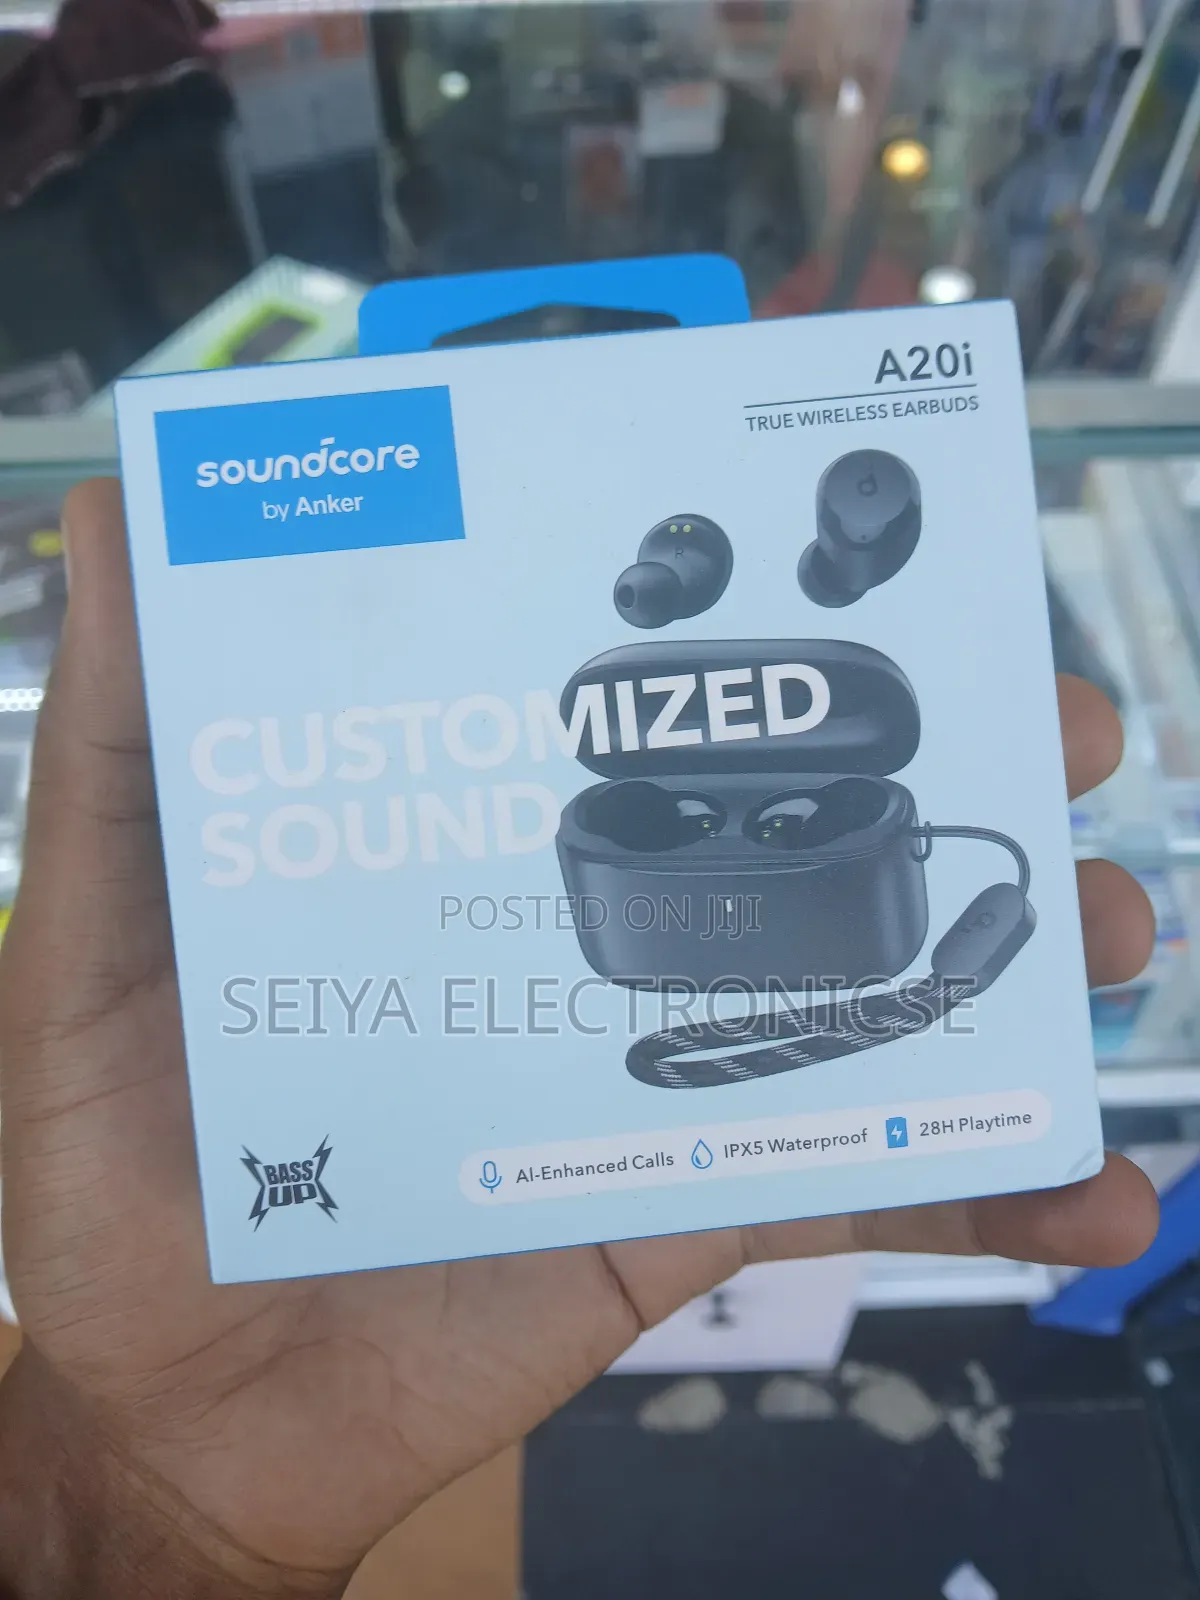 A20i
TRUE WIRELESS EARBUDS
soundcore
by Anker
R
CUSTOMIZED
SOUND
POSTED ON JIJI
SEIYA ELECTRONICSE
BASS
UP
AI-Enhanced Calls
IPX5 Waterproof
28H Playtime